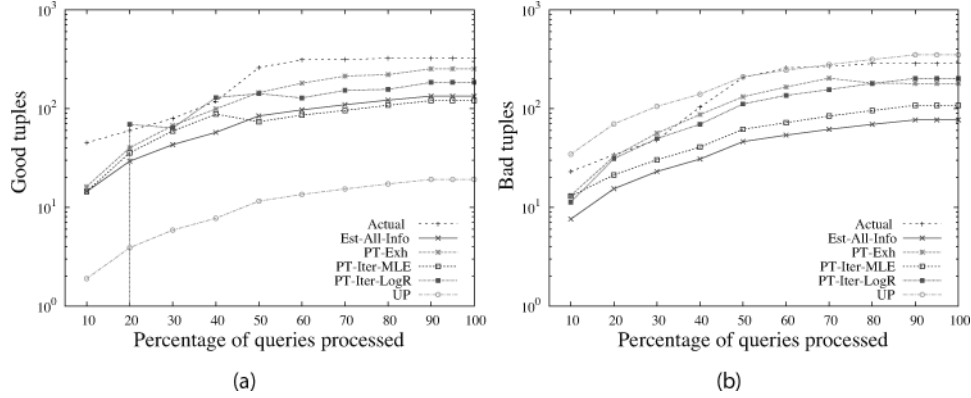 10³
10²
10¹
10⁰
Good tuples
10 20 30 40 50 60 70 80 90 100
Percentage of queries processed
Actual
Est-All-Info
PT-Exh
PT-Iter-MLE
PT-Iter-LogR
UP
(a)
10³
10²
10¹
10⁰
Bad tuples
10 20 30 40 50 60 70 80 90 100
Percentage of queries processed
Actual
Est-All-Info
PT-Exh
PT-Iter-MLE
PT-Iter-LogR
UP
(b)